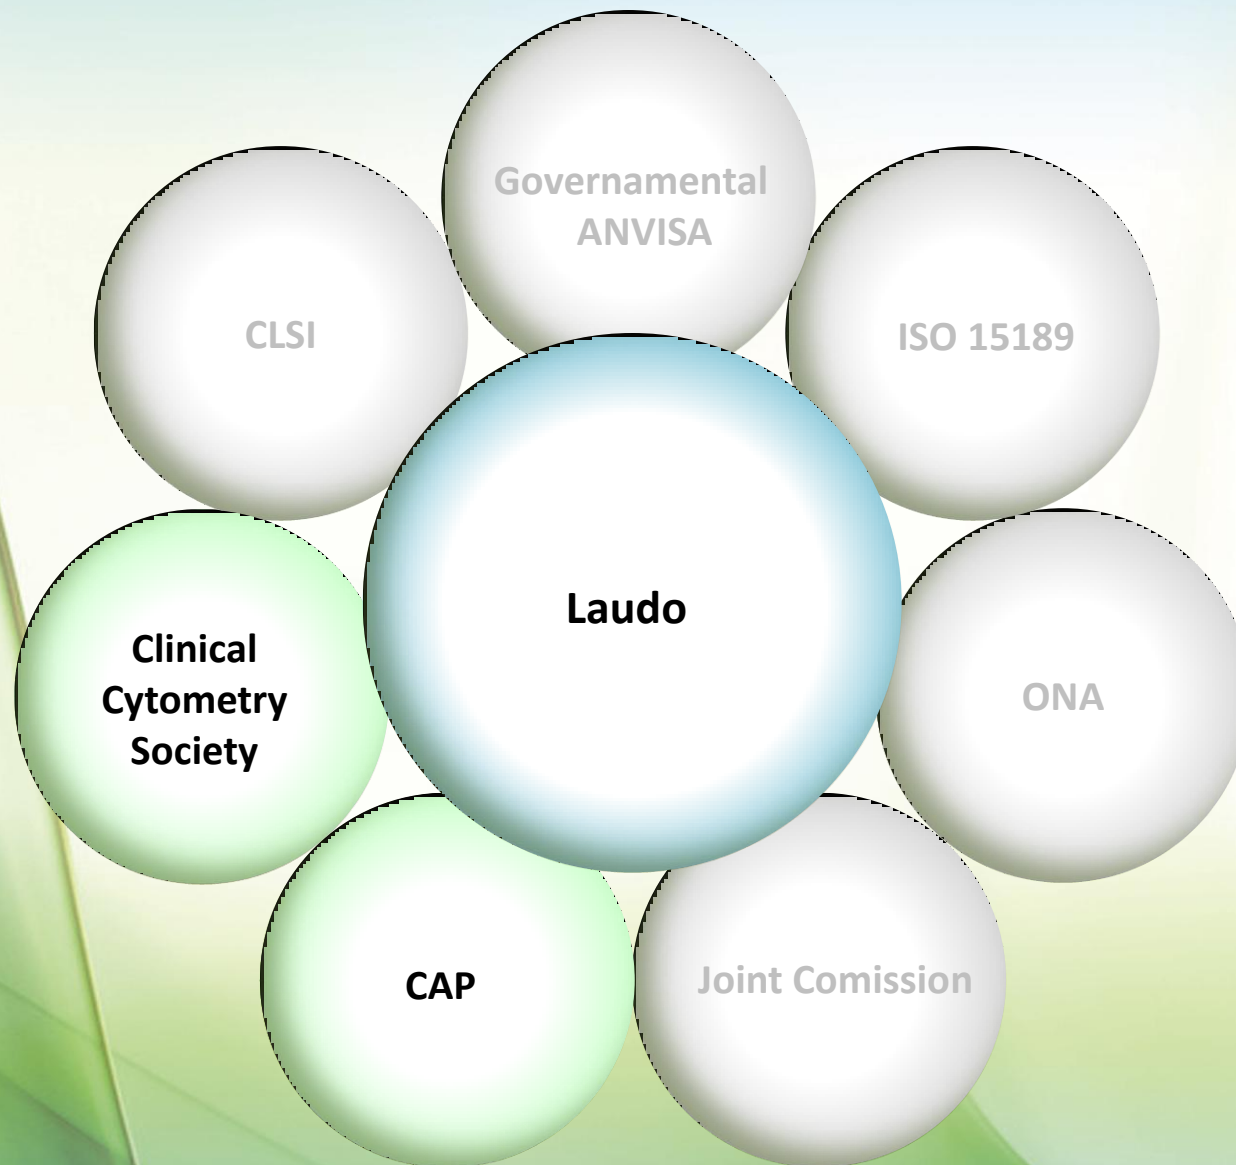 Governamental
ANVISA
CLSI
ISO 15189
Laudo
Clinical
Cytometry
Society
ONA
CAP
Joint Comission